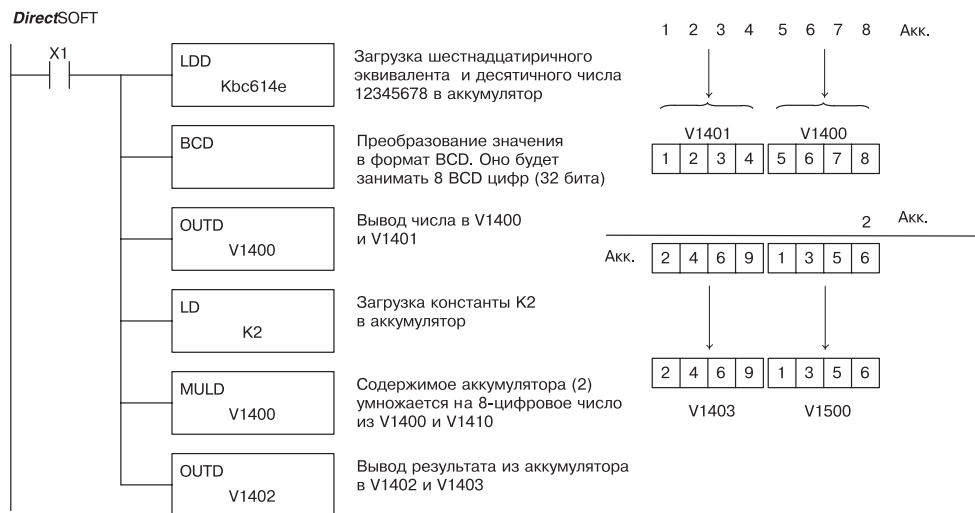 DirectSOFT
X1
LDD
Kbc614e
Загрузка шестнадцатиричного
эквивалента и десятичного числа
12345678 в аккумулятор
BCD
Преобразование значения
в формат BCD. Оно будет
занимать 8 BCD цифр (32 бита)
OUTD
V1400
Вывод числа в V1400
и V1401
LD
K2
Загрузка константы K2
в аккумулятор
MULD
V1400
Содержимое аккумулятора (2)
умножается на 8-цифровое число
из V1400 и V1410
OUTD
V1402
Вывод результата из аккумулятора
в V1402 и V1403
1 2 3 4 5 6 7 8 Акк.
V1401 V1400
1 2 3 4 5 6 7 8
2 Акк.
Акк. 2 4 6 9 1 3 5 6
2 4 6 9 1 3 5 6
V1403 V1500